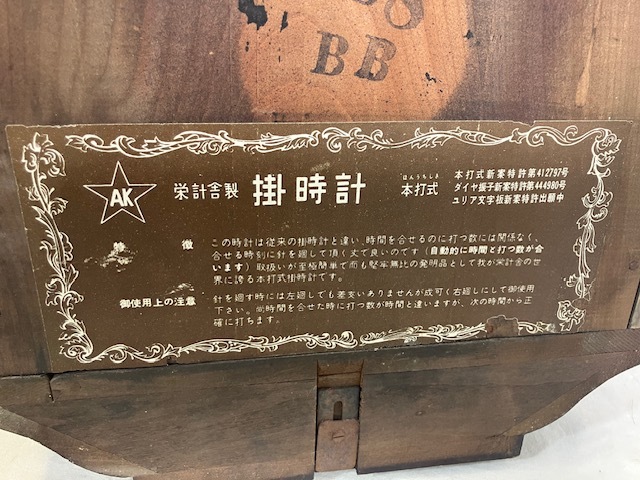 88
BB
AK
栄計舎製 掛時計 本打式
はんうちしき
本打式新案特許第412797号
ダイヤ振子新案特許第444980号
ユリア文字板新案特許出願中
特徴
この時計は従来の掛時計と違い、時間を合せるのに打つ数には関係なく、
合せる時刻に針を廻して頂く丈で良いのです(自動的に時間と打つ数が合
います)取扱いが至極簡単で而も堅牢無比の発明品として我が栄計舎の世
界に誇る本打式掛時計です。
御使用上の注意
針を廻す時には左廻しても差支いありませんが成可く右廻しにして御使用
下さい。尚時間を合せた時に打つ数が時間と違いますが、次の時間から正
確に打ちます。